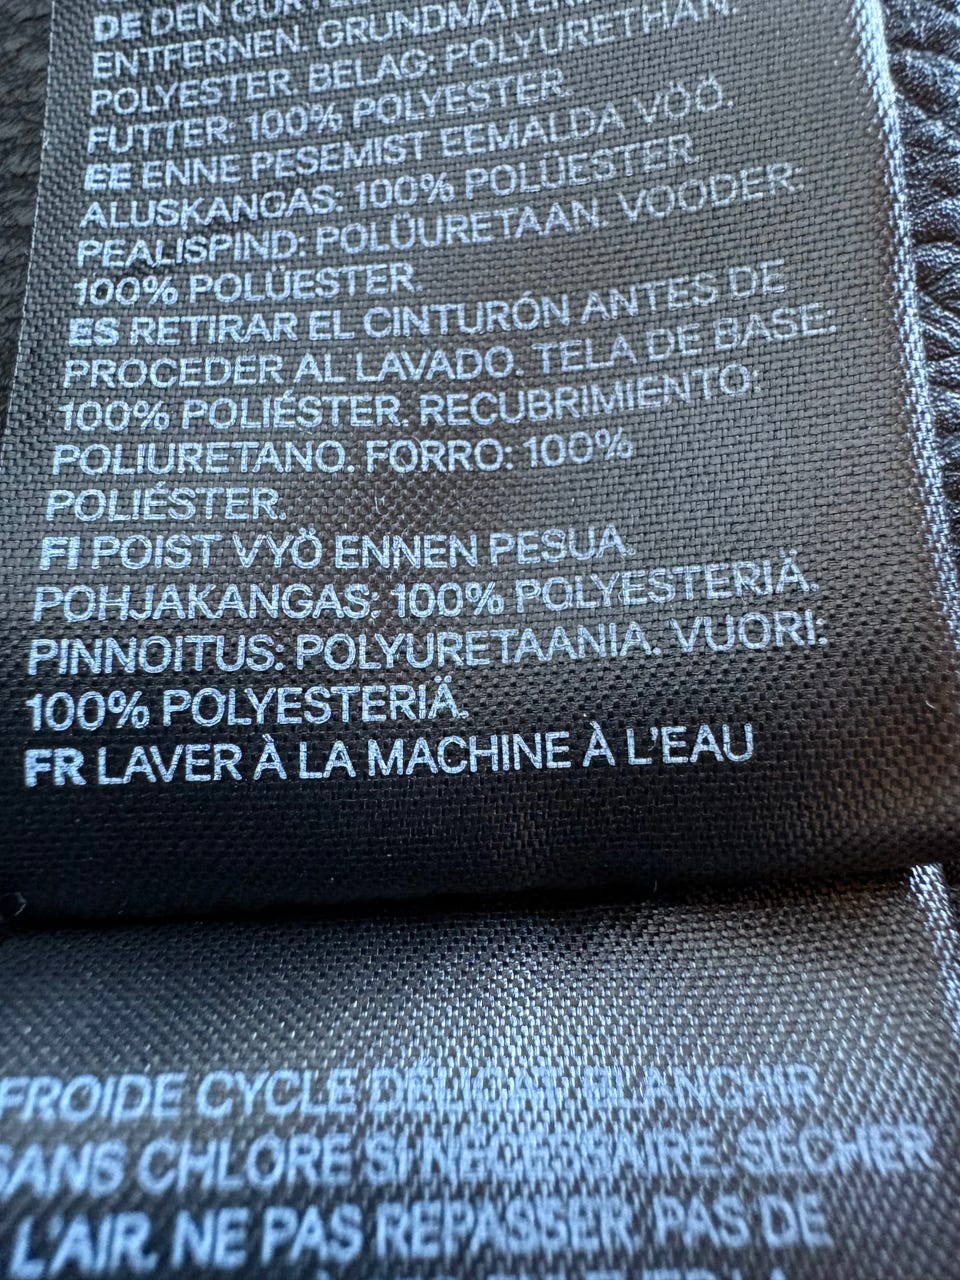 DE DEN GÜRTEL
ENTFERNEN. GRUNDMATERI
POLYESTER. BELAG: POLYURETHAN.
FUTTER: 100% POLYESTER.
EE ENNE PESEMIST EEMALDA VÖÖ.
ALUSKANGAS: 100% POLÜESTER.
PEALISPIND: POLÜURETAAN. VOODER:
100% POLÜESTER.
ES RETIRAR EL CINTURÓN ANTES DE
PROCEDER AL LAVADO. TELA DE BASE:
100% POLIÉSTER. RECUBRIMIENTO:
POLIURETANO. FORRO: 100%
POLIÉSTER.
FI POIST VYÖ ENNEN PESUA.
POHJAKANGAS: 100% POLYESTERIÄ.
PINNOITUS: POLYURETAANIA. VUORI:
100% POLYESTERIÄ.
FR LAVER À LA MACHINE À L'EAU
FROIDE CYCLE DÉLICAT. BLANCHIR
SANS CHLORE SI NÉCESSAIRE. SÉCHER
L'AIR. NE PAS REPASSER. PAS DE